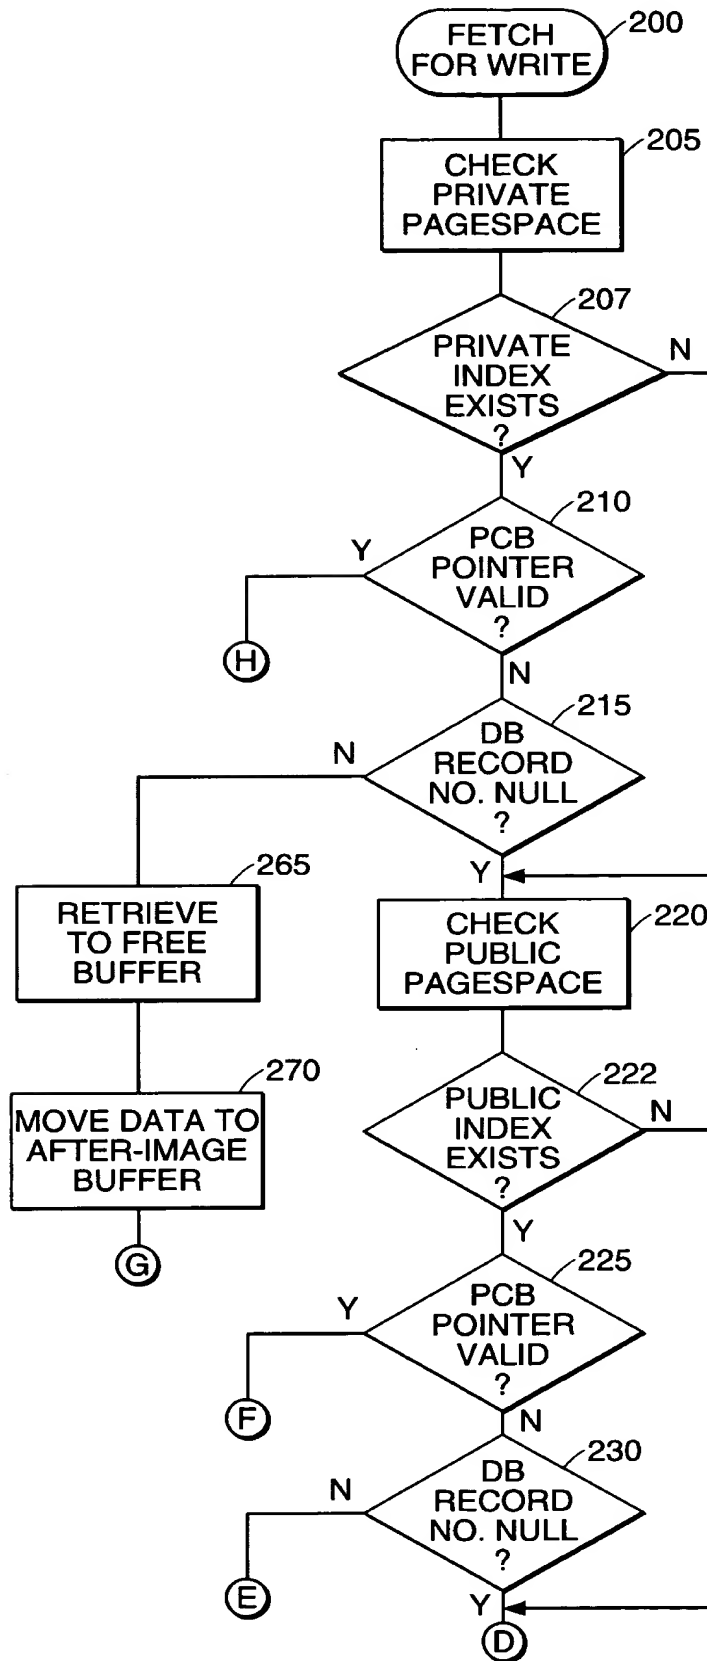 FETCH
FOR WRITE
200
CHECK
PRIVATE
PAGESPACE
205
PRIVATE
INDEX
EXISTS
?
207
N
Y
PCB
POINTER
VALID
?
210
Y
H
N
DB
RECORD
NO. NULL
?
215
N
Y
RETRIEVE
TO FREE
BUFFER
265
CHECK
PUBLIC
PAGESPACE
220
MOVE DATA TO
AFTER-IMAGE
BUFFER
270
G
PUBLIC
INDEX
EXISTS
?
222
N
Y
PCB
POINTER
VALID
?
225
Y
F
N
DB
RECORD
NO. NULL
?
230
N
E
Y
D